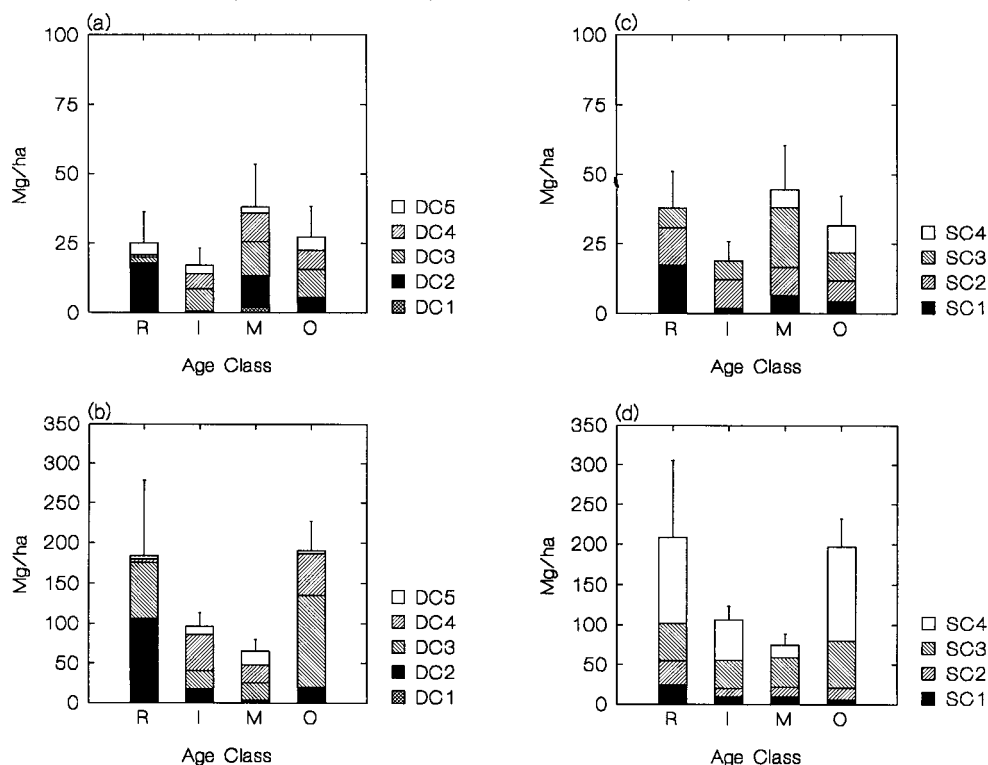 (a)
100
75
50
25
0
Mg/ha
R I M O
Age Class
DC5
DC4
DC3
DC2
DC1
(c)
100
75
50
25
0
Mg/ha
R I M O
Age Class
SC4
SC3
SC2
SC1
(b)
350
300
250
200
150
100
50
0
Mg/ha
R I M O
Age Class
DC5
DC4
DC3
DC2
DC1
(d)
350
300
250
200
150
100
50
0
Mg/ha
R I M O
Age Class
SC4
SC3
SC2
SC1